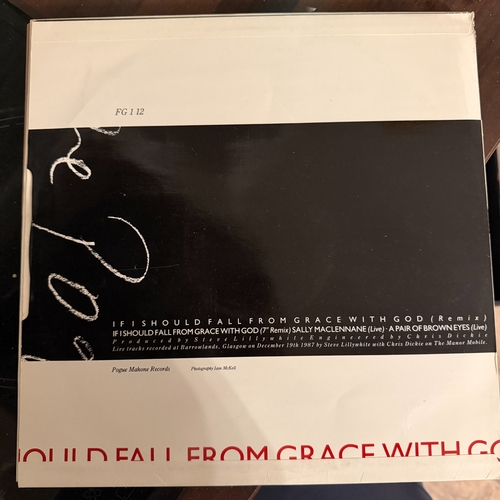 FG 1 12
IF I SHOULD FALL FROM GRACE WITH GOD (Remix)
IF I SHOULD FALL FROM GRACE WITH GOD (7" Remix) SALLY MACLENNANE (Live) · A PAIR OF BROWN EYES (Live)
Produced by Steve Lillywhite Engineered by Chris Dickie
Live tracks recorded at Barrowlands, Glasgow on December 19th 1987 by Steve Lillywhite with Chris Dickie on The Manor Mobile.
Pogue Mahone Records Photography Iain McKell
HOULD FALL FROM GRACE WITH GO